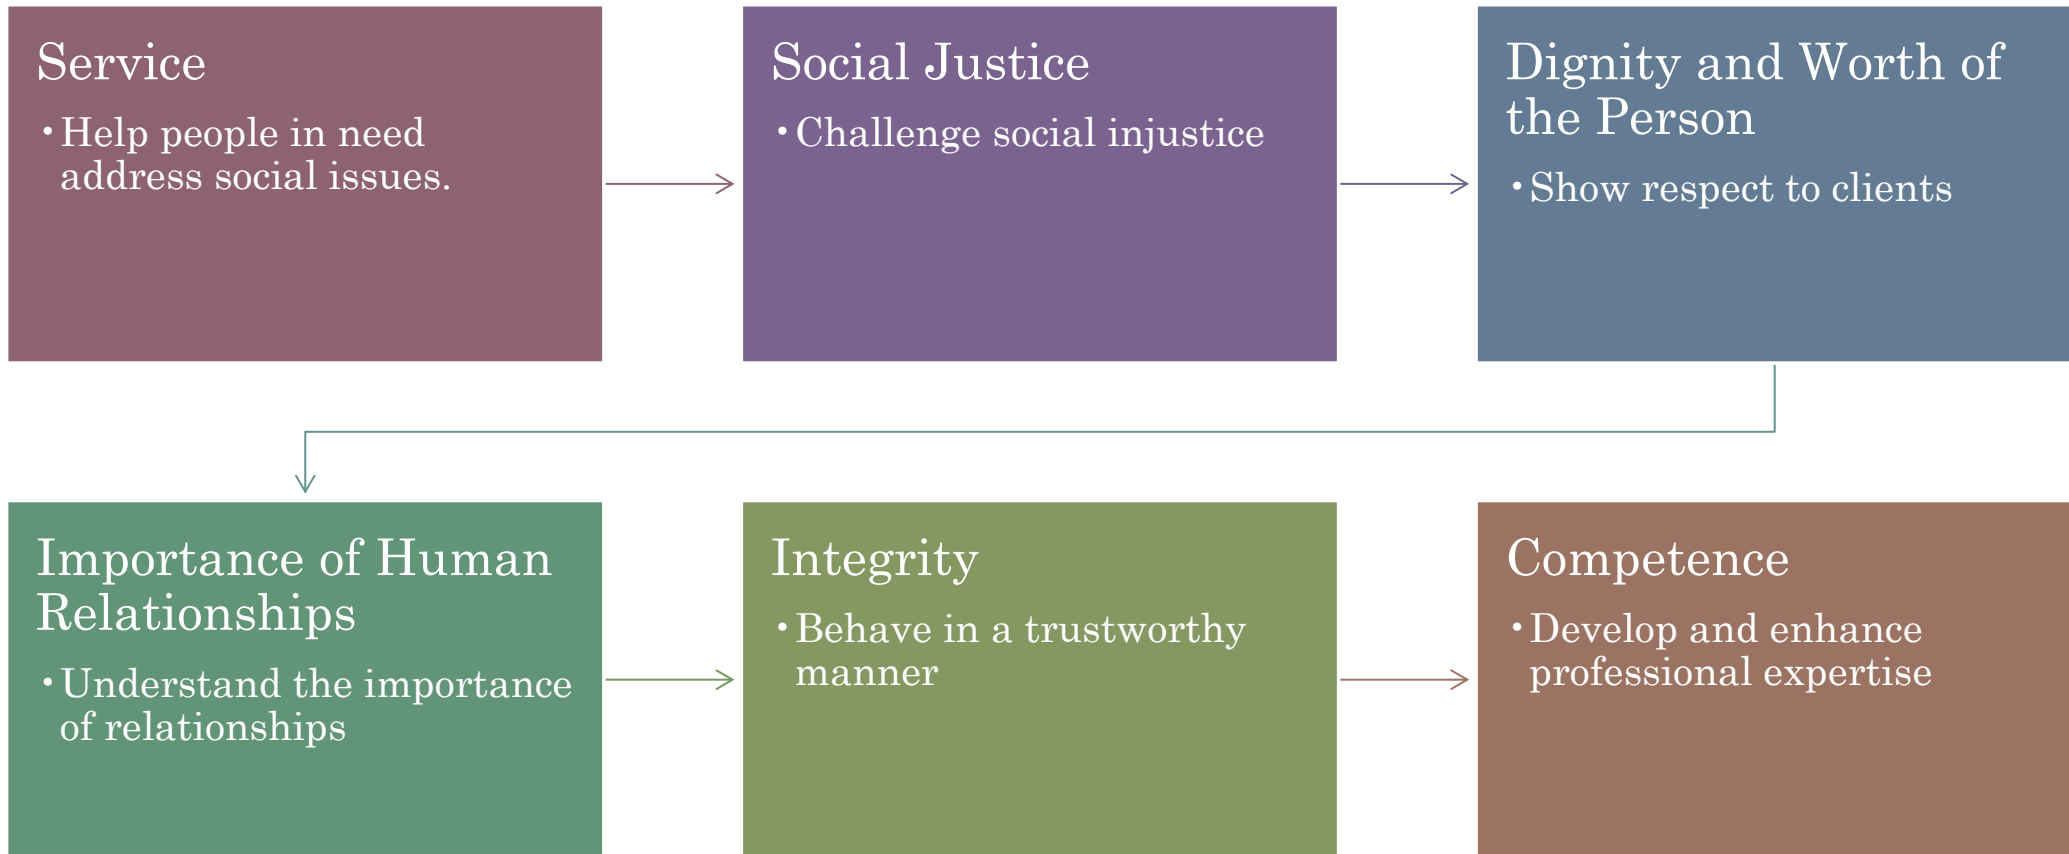 Service
• Help people in need
address social issues.
Social Justice
• Challenge social injustice
Dignity and Worth of
the Person
• Show respect to clients
Importance of Human
Relationships
• Understand the importance
of relationships
Integrity
• Behave in a trustworthy
manner
Competence
• Develop and enhance
professional expertise